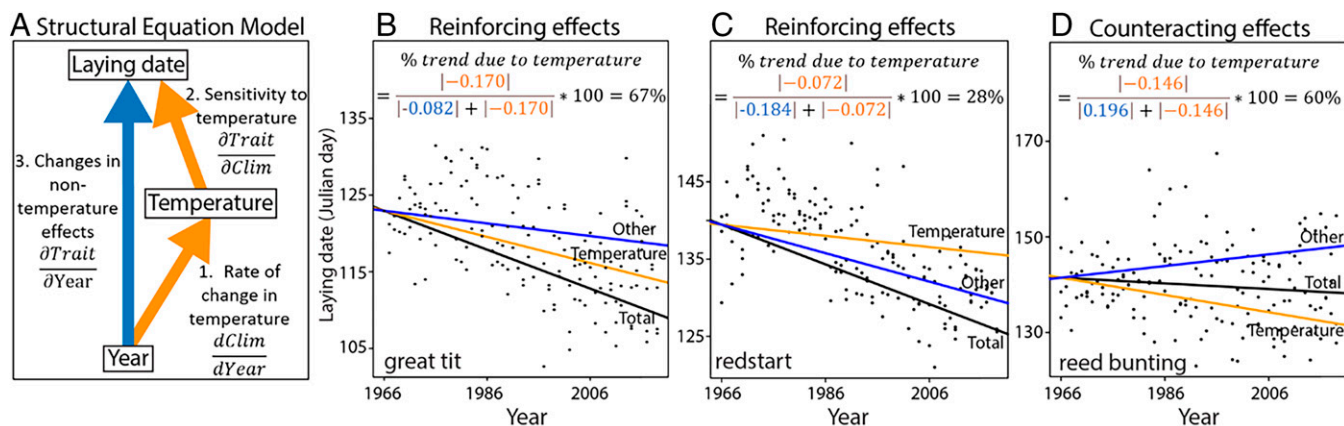 A Structural Equation Model
Laying date
2. Sensitivity to
temperature
∂Trait
∂Clim
3. Changes in
non-
temperature
effects
∂Trait
∂Year
Temperature
1. Rate of
change in
temperature
dClim
dYear
Year
B Reinforcing effects
% trend due to temperature
|−0.170|
= ———————— * 100 = 67%
|-0.082| + |−0.170|
Laying date (Julian day)
135
125
115
105
Other
Temperature
Total
great tit
1966 1986 2006
Year
C Reinforcing effects
% trend due to temperature
|−0.072|
= ———————— * 100 = 28%
|-0.184| + |−0.072|
145
135
125
Temperature
Other
Total
redstart
1966 1986 2006
Year
D Counteracting effects
% trend due to temperature
|−0.146|
= ———————— * 100 = 60%
|0.196| + |−0.146|
170
150
130
Other
Total
Temperature
reed bunting
1966 1986 2006
Year